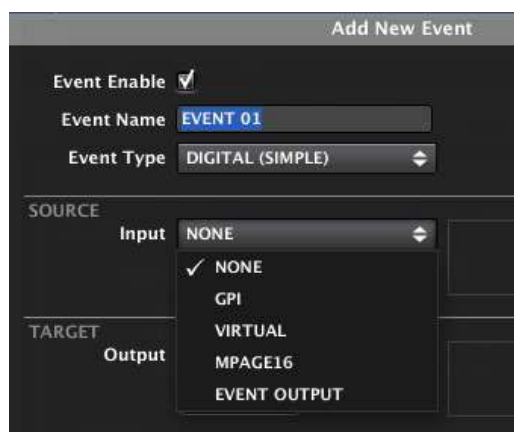 Add New Event
Event Enable
Event Name EVENT 01
Event Type DIGITAL (SIMPLE)
SOURCE
Input NONE
NONE
GPI
VIRTUAL
TARGET
Output
MPAGE16
EVENT OUTPUT